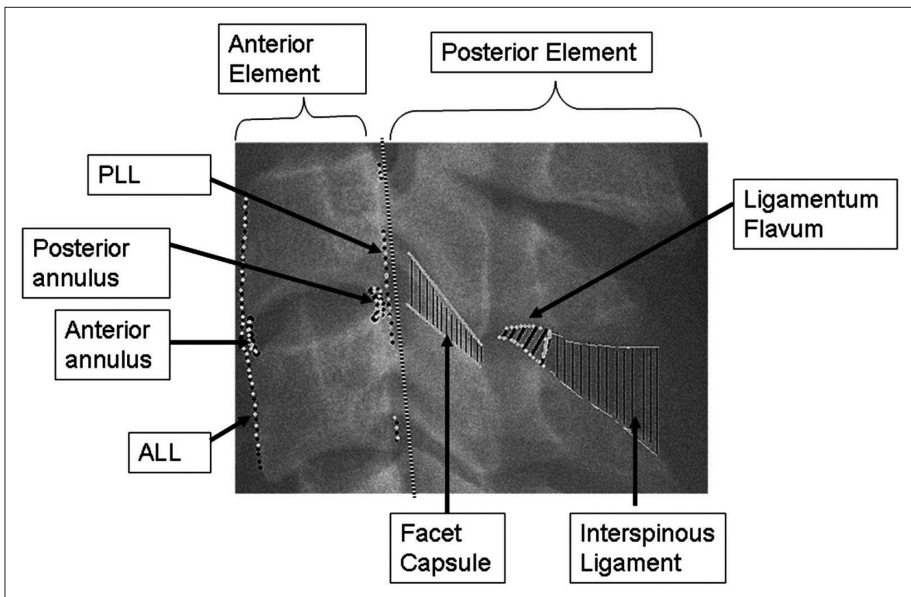 Anterior
Element
Posterior Element
PLL
Posterior
annulus
Anterior
annulus
ALL
Ligamentum
Flavum
Facet
Capsule
Interspinous
Ligament